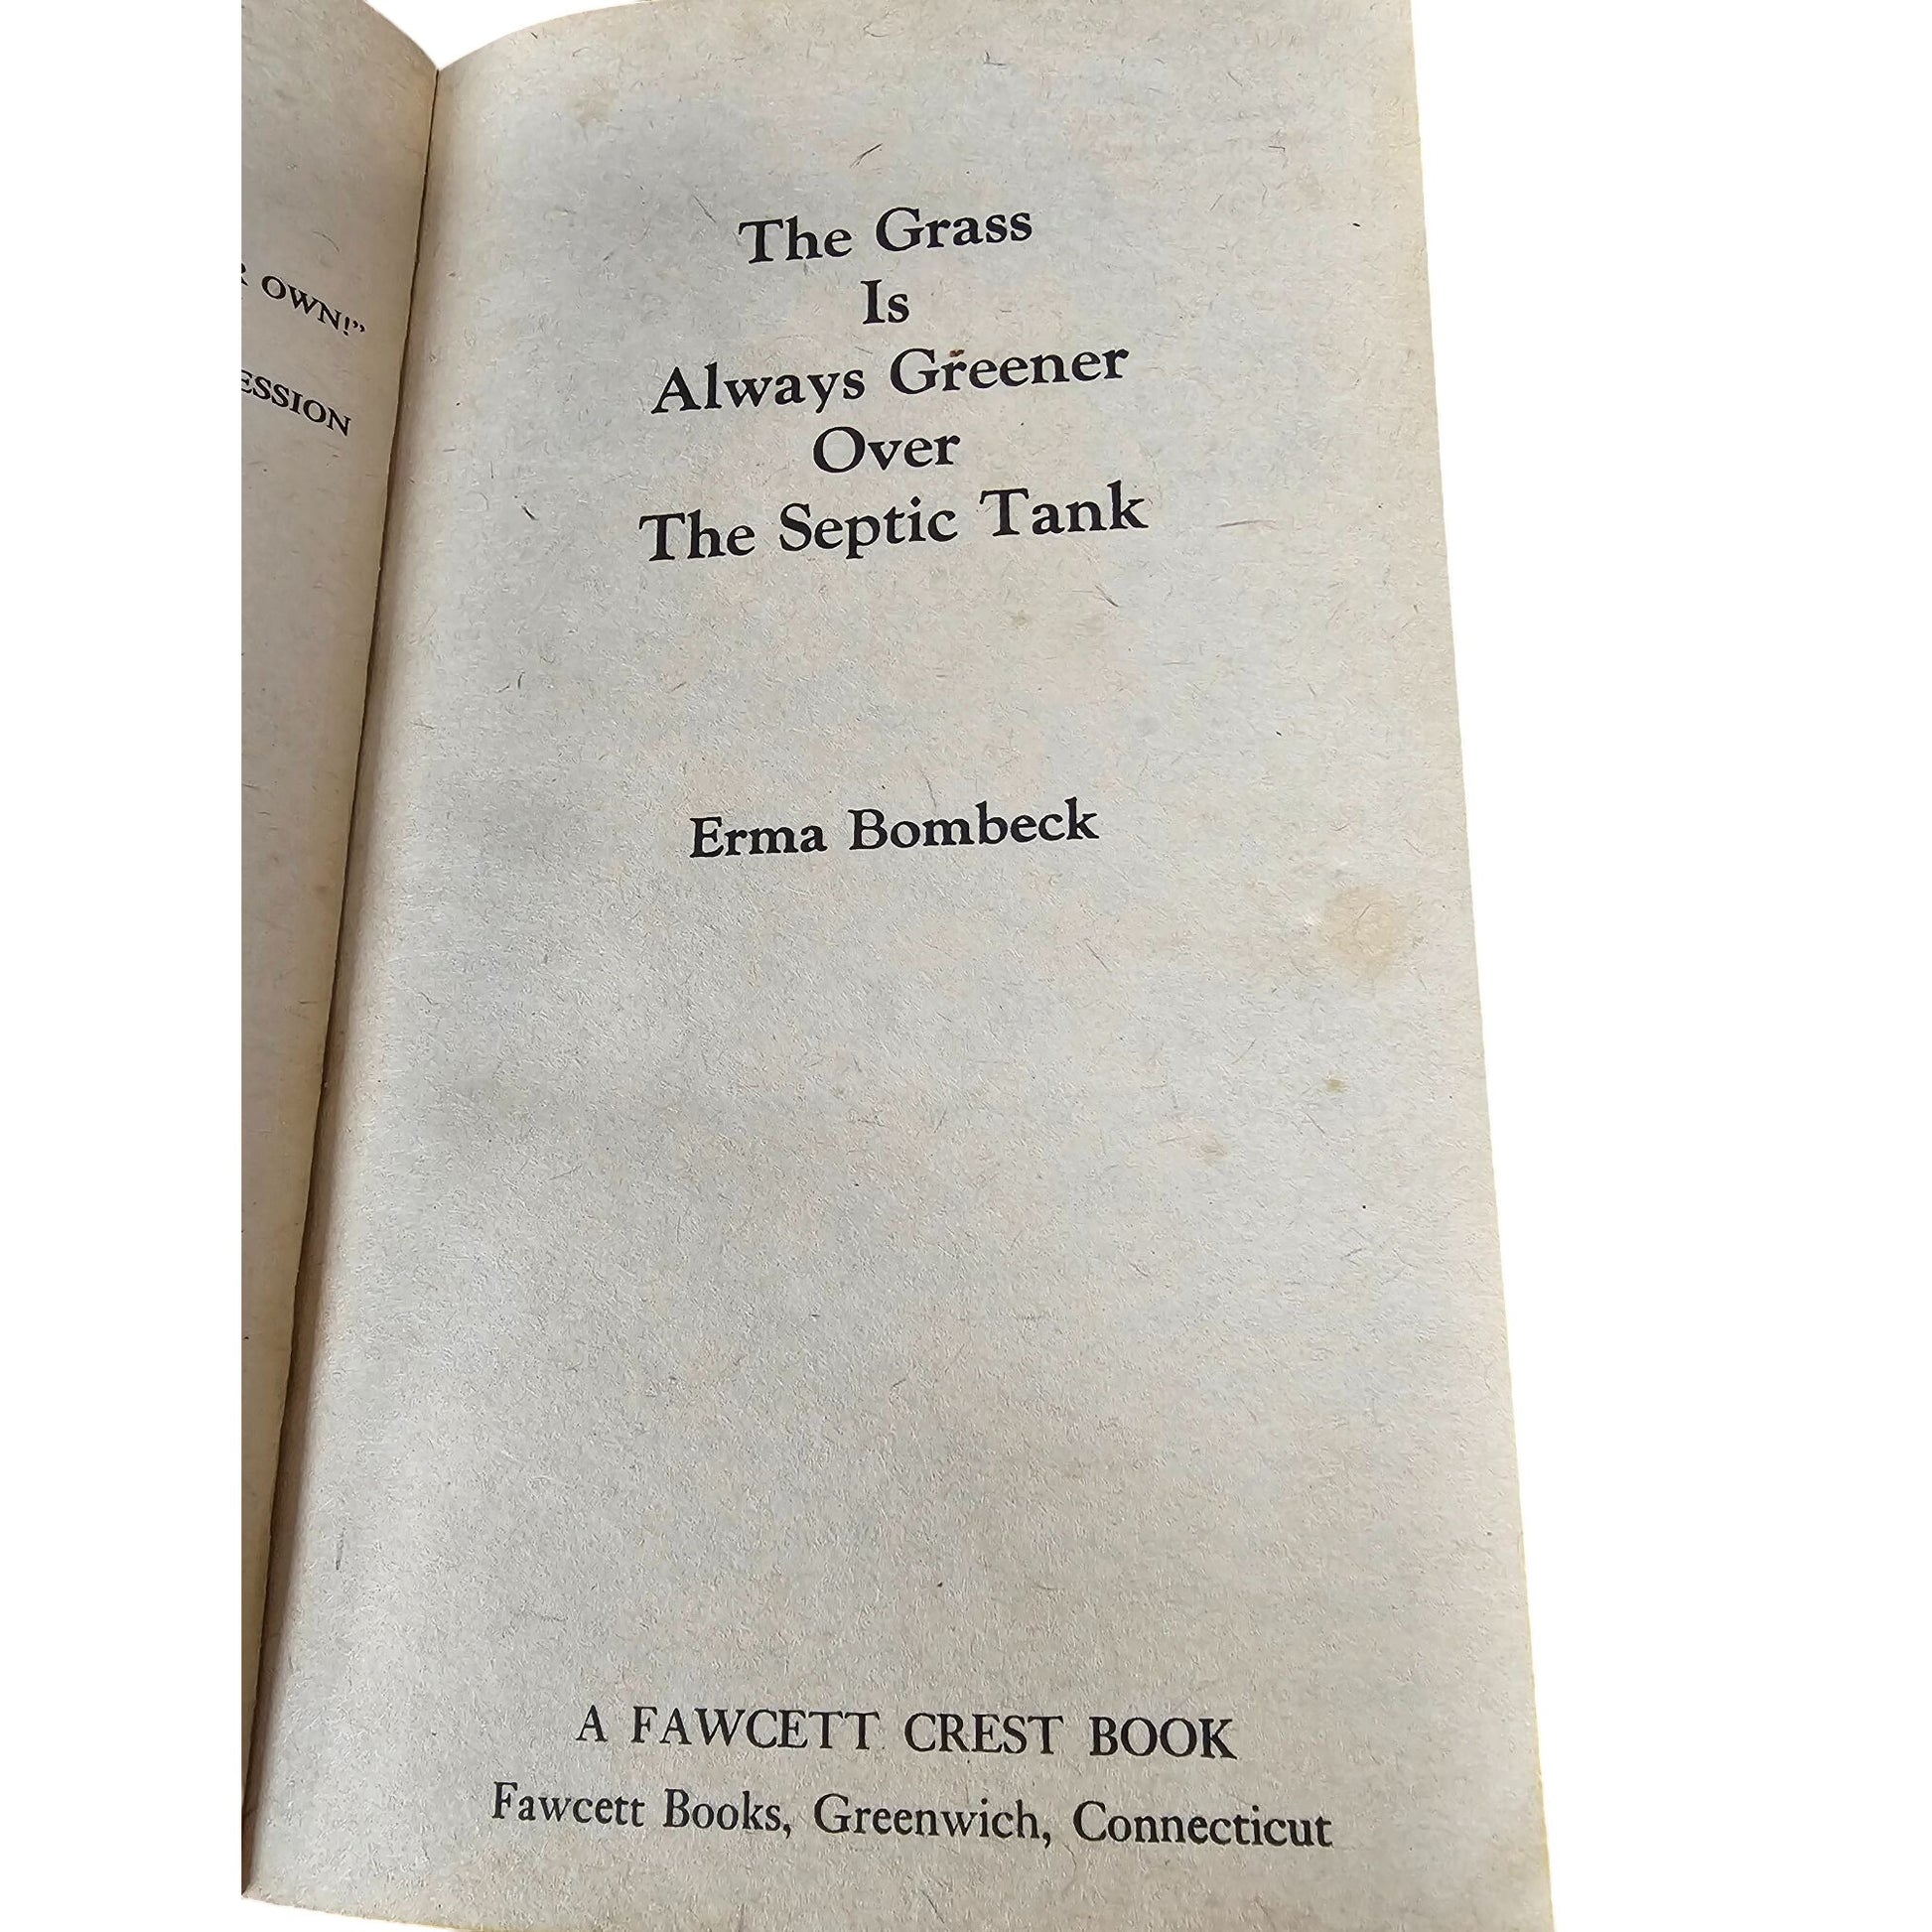 OWN!”
The Grass
Is
Always Greener
Over
The Septic Tank
Erma Bombeck
A FAWCETT CREST BOOK
Fawcett Books, Greenwich, Connecticut